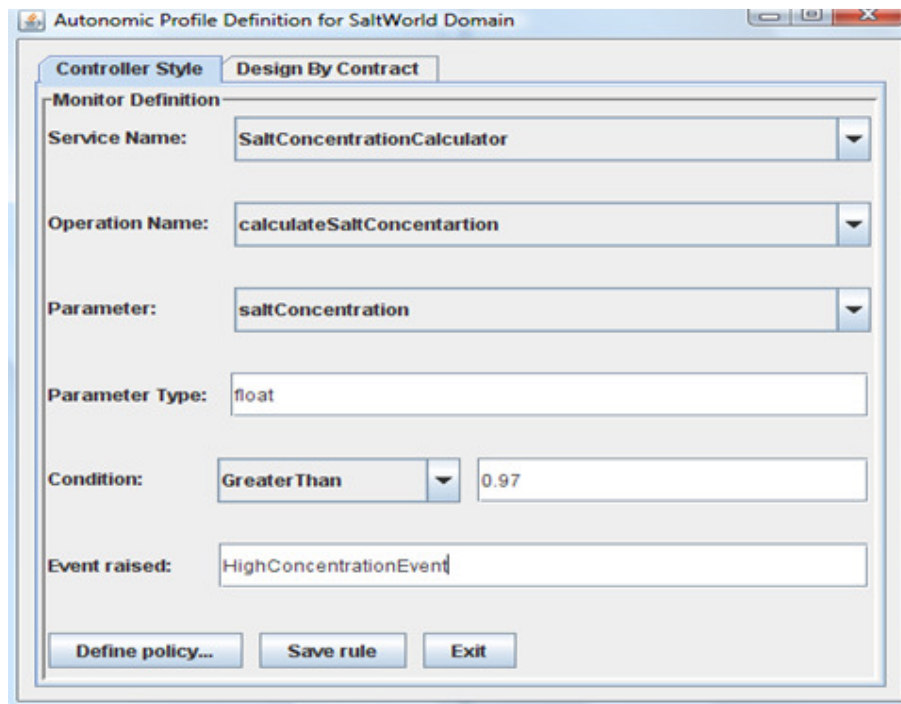 Autonomic Profile Definition for SaltWorld Domain
Controller Style Design By Contract
Monitor Definition
Service Name: SaltConcentrationCalculator
Operation Name: calculateSaltConcentartion
Parameter: saltConcentration
Parameter Type: float
Condition: GreaterThan 0.97
Event raised: HighConcentrationEvent
Define policy... Save rule Exit